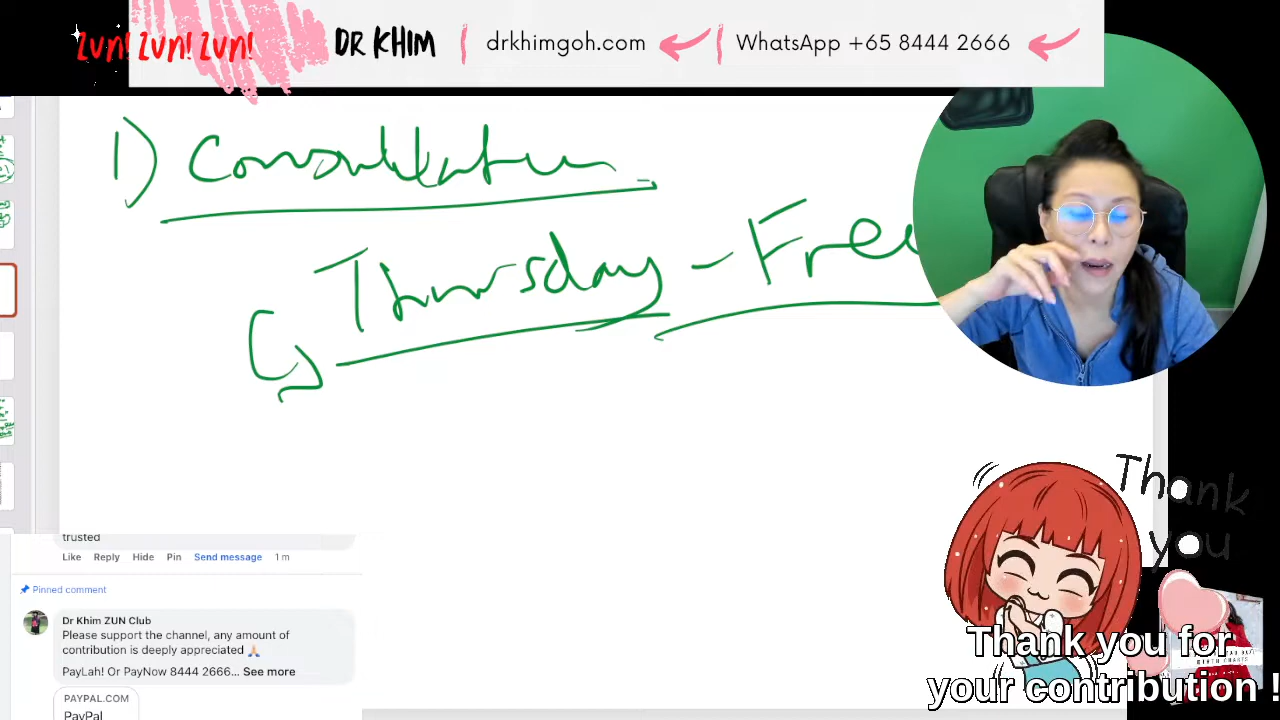 ZUn! ZUn! ZUn! DR KHIM drkhimgoh.com WhatsApp +65 8444 2666
1) Consultation
Thursday - Free
trusted
Like Reply Hide Pin Send message 1 m
Pinned comment
Dr Khim ZUN Club
Please support the channel, any amount of
contribution is deeply appreciated 🙏
PayLah! Or PayNow 8444 2666... See more
PAYPAL.COM
PayPal
Thank
you
Thank you for
your contribution !